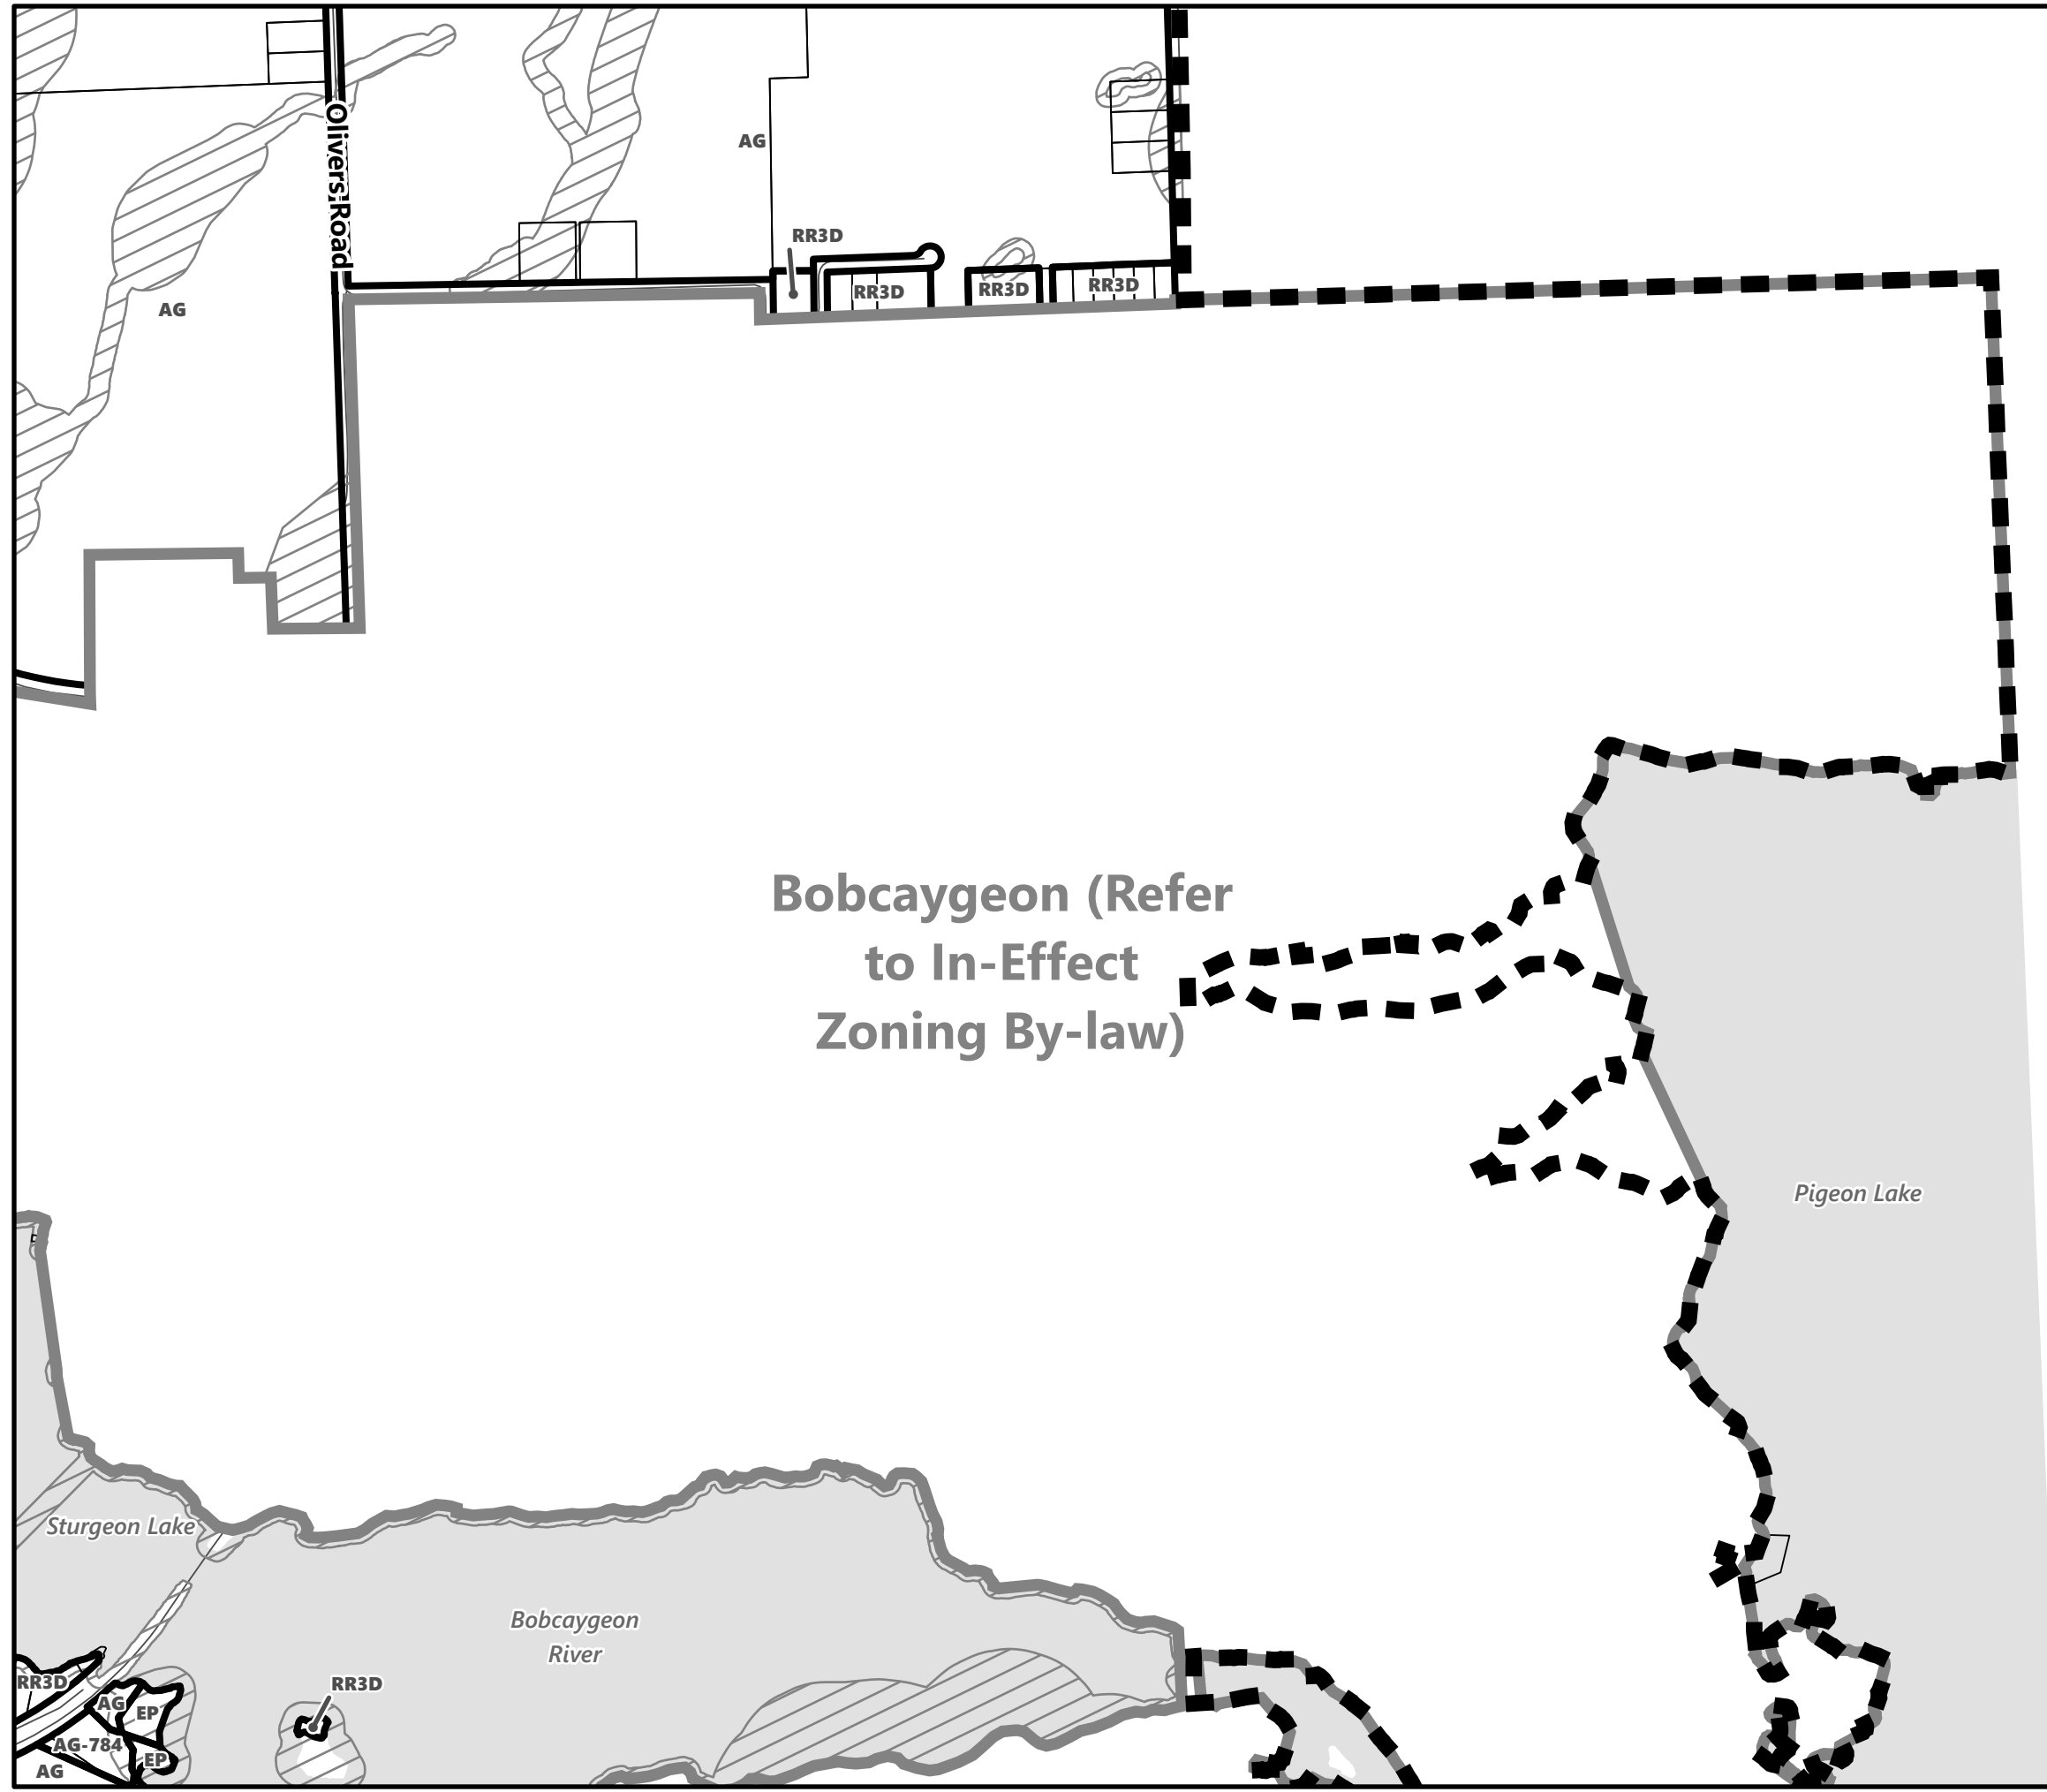 Olivers Road
AG
RR3D
RR3D
RR3D
RR3D
AG
Bobcaygeon (Refer
to In-Effect
Zoning By-law)
Pigeon Lake
Sturgeon Lake
Bobcaygeon
River
RR3D
RR3D
AG
EP
AG-784
EP
AG